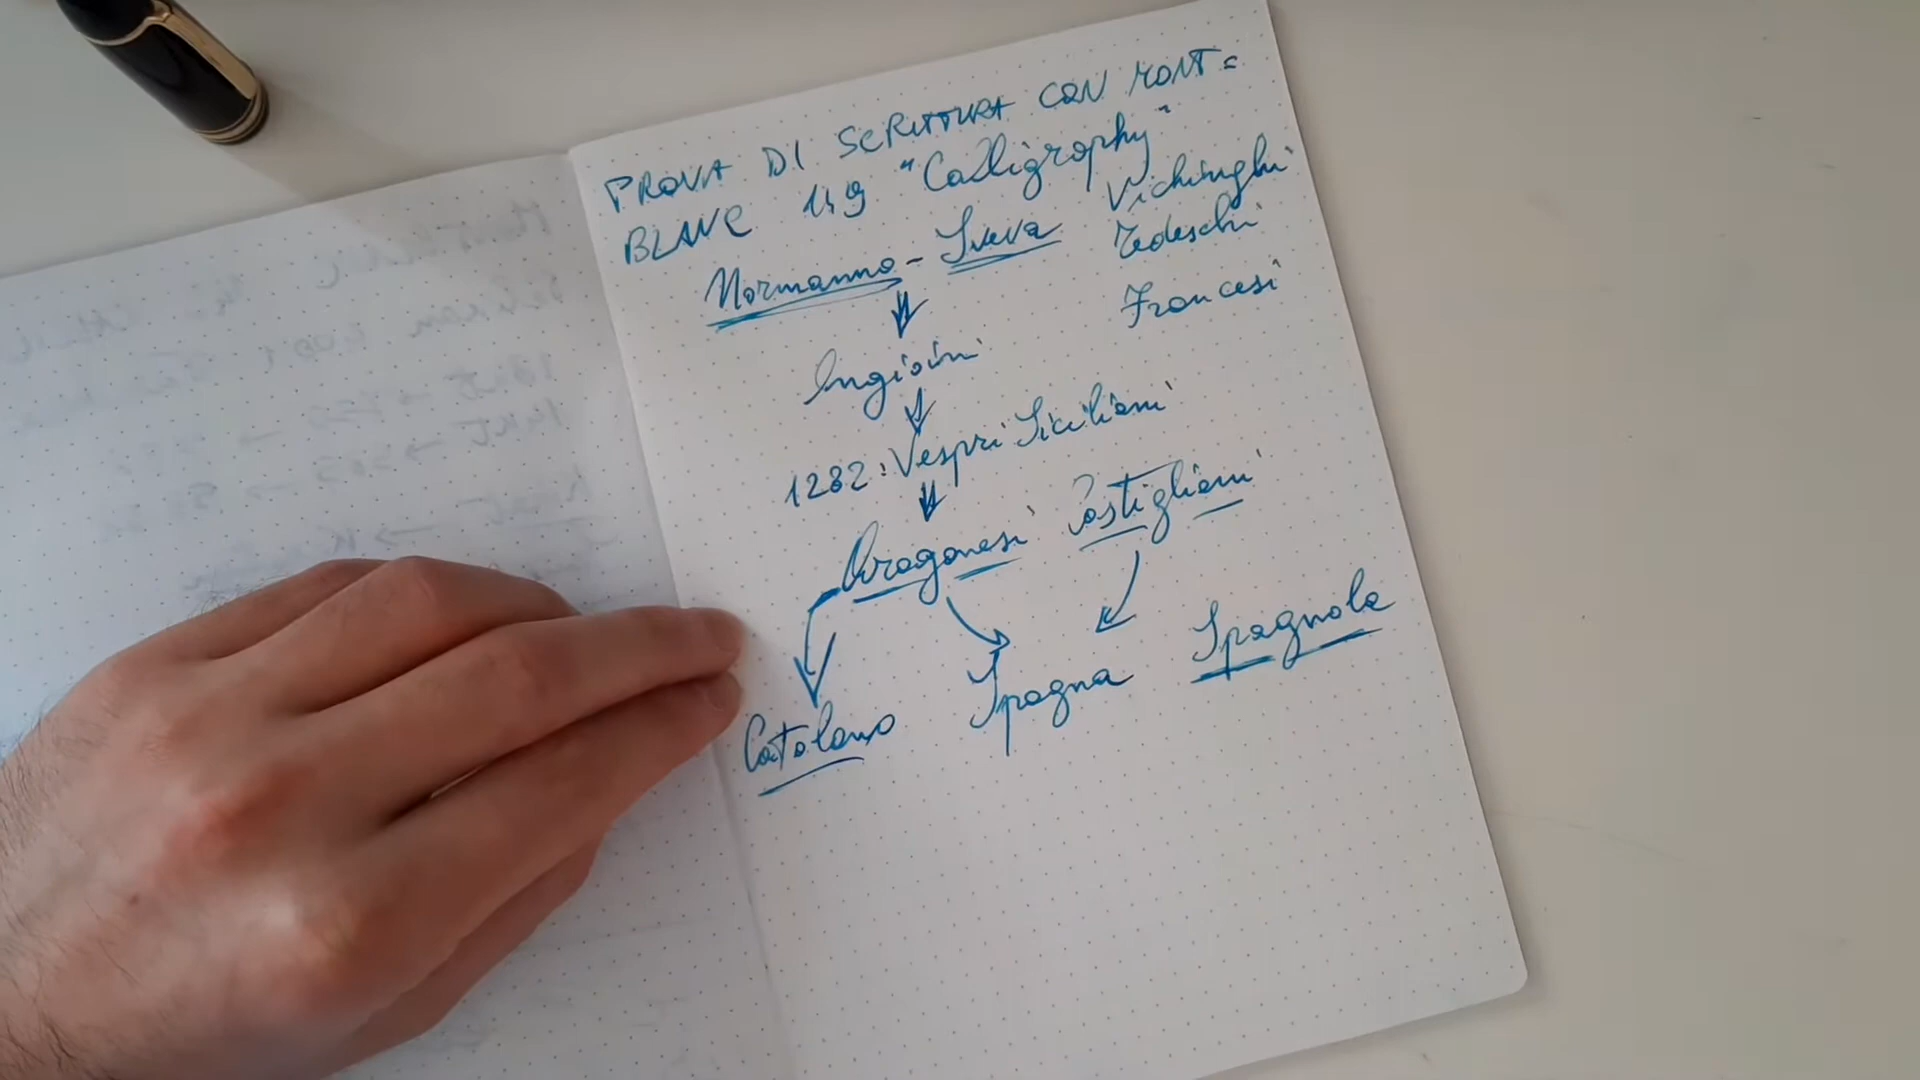 PROVA DI SCRITTURA CON MONT=
BLANC 149 "Calligraphy"
Normanno - Sveva
Vichinghi
Tedeschi
Francesi
Angioini
1282: Vespri Siciliani
Aragonesi Castigliani
Catalano Spagna Spagnola